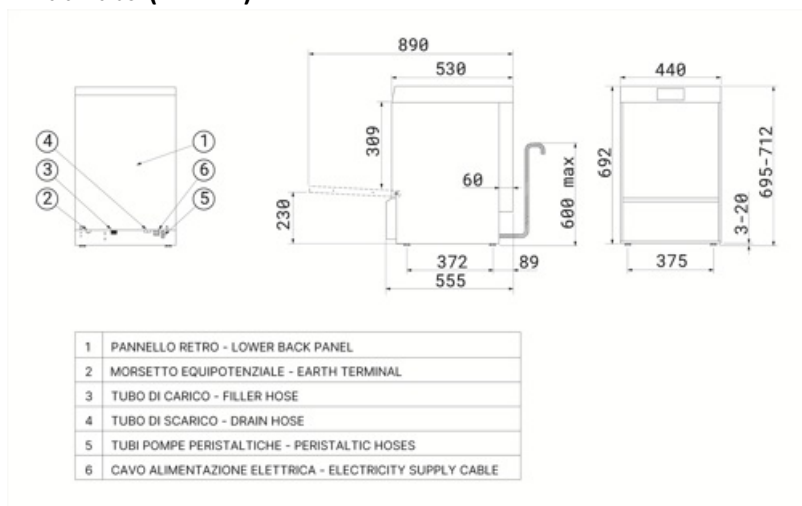 890
530
440
4
1
3
6
2
5
309
60
230
600 max
692
695-712
3-20
372
89
555
375
1 PANNELLO RETRO - LOWER BACK PANEL
2 MORSETTO EQUIPOTENZIALE - EARTH TERMINAL
3 TUBO DI CARICO - FILLER HOSE
4 TUBO DI SCARICO - DRAIN HOSE
5 TUBI POMPE PERISTALTICHE - PERISTALTIC HOSES
6 CAVO ALIMENTAZIONE ELETTRICA - ELECTRICITY SUPPLY CABLE